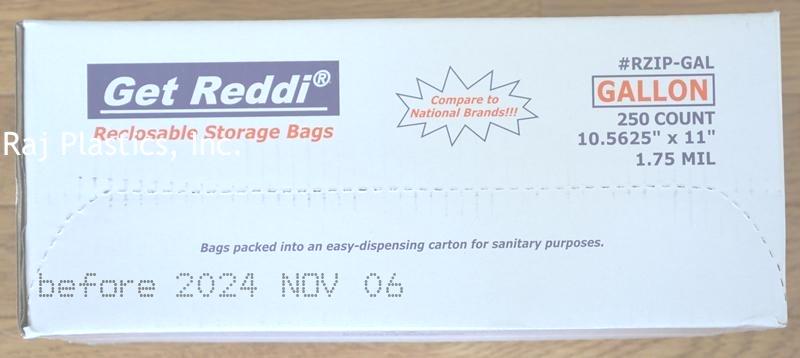 Get Reddi®
Reclosable Storage Bags
Raj Plastics, Inc.
Compare to
National Brands!!!
#RZIP-GAL
GALLON
250 COUNT
10.5625" x 11"
1.75 MIL
Bags packed into an easy-dispensing carton for sanitary purposes.
before 2024 NOV 06